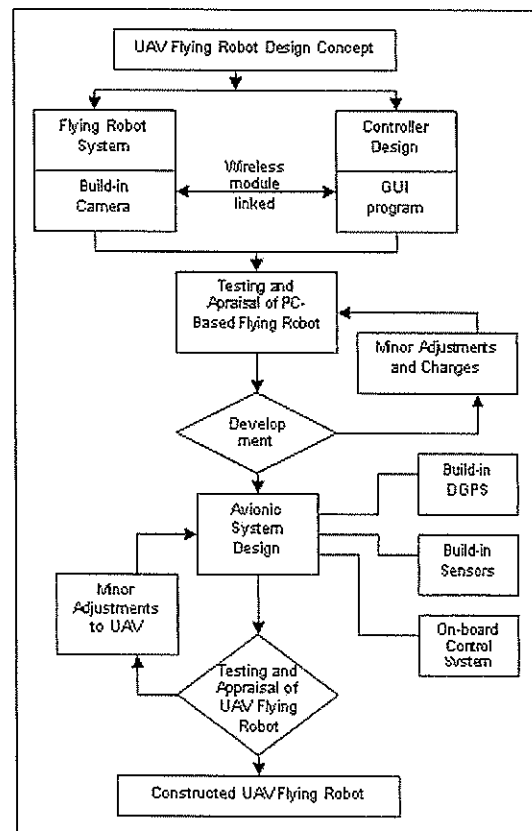 UAV Flying Robot Design Concept
Flying Robot
System
Build-in
Camera
Wireless
module
linked
Controller
Design
GUI
program
Testing and
Apraisal of PC-
Based Flying Robot
Minor Adjustments
and Changes
Develop
ment
Avionic
System
Design
Build-in
DGPS
Build-in
Sensors
On-board
Control
System
Minor
Adjustments
to UAV
Testing and
Appraisal of
UAV Flying
Robot
Constructed UAV Flying Robot